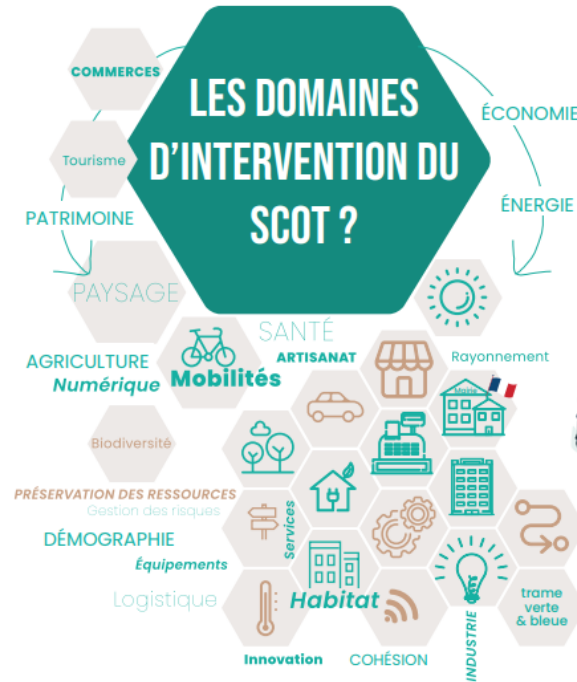 COMMERCES
LES DOMAINES
D'INTERVENTION DU
SCOT ?
ÉCONOMIE
Tourisme
PATRIMOINE
ÉNERGIE
PAYSAGE
SANTÉ
ARTISANAT
Rayonnement
AGRICULTURE
Numérique
Mobilités
Mairie
Biodiversité
PRÉSERVATION DES RESSOURCES
Gestion des risques
Services
DÉMOGRAPHIE
Équipements
Logistique
Habitat
trame
verte
& bleue
INDUSTRIE
Innovation
COHÉSION